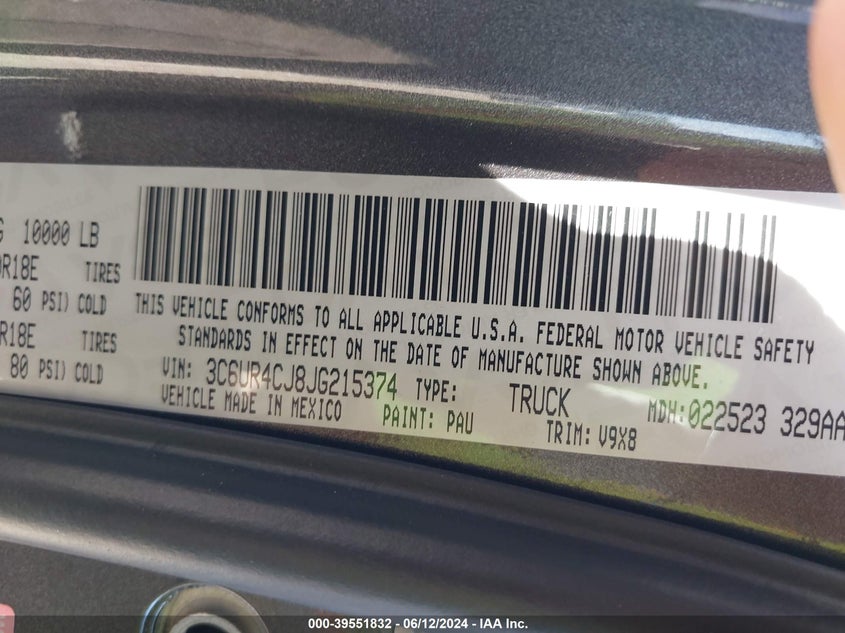 10000 LB
R18E TIRES
60 PSI) COLD
R18E TIRES
80 PSI) COLD
THIS VEHICLE CONFORMS TO ALL APPLICABLE U.S.A. FEDERAL MOTOR VEHICLE SAFETY
STANDARDS IN EFFECT ON THE DATE OF MANUFACTURE SHOWN ABOVE.
VIN: 3C6UR4CJ8JG215374 TYPE: TRUCK MDH:022523 329AA
VEHICLE MADE IN MEXICO PAINT: PAU TRIM: V9X8
000-39551832 - 06/12/2024 - IAA Inc.